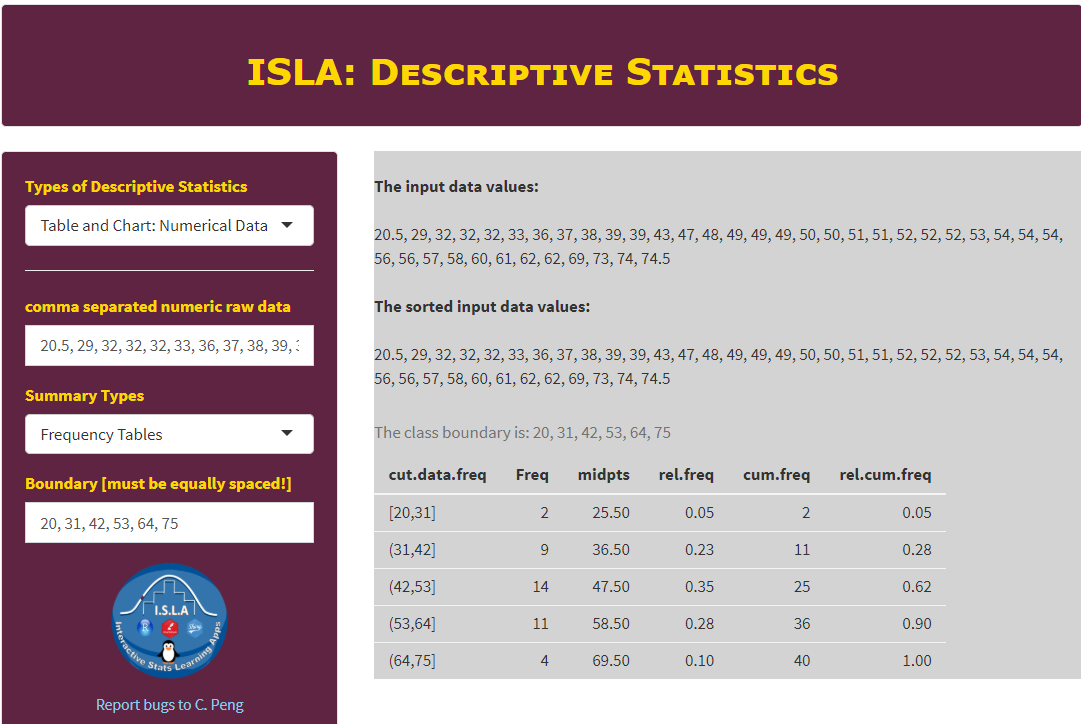 ISLA: Descriptive Statistics
Types of Descriptive Statistics
Table and Chart: Numerical Data
comma separated numeric raw data
20.5, 29, 32, 32, 32, 33, 36, 37, 38, 39,
Summary Types
Frequency Tables
Boundary [must be equally spaced!]
20, 31, 42, 53, 64, 75
I.S.L.A
Interactive Stats Learning Apps
Report bugs to C. Peng
The input data values:
20.5, 29, 32, 32, 32, 33, 36, 37, 38, 39, 39, 43, 47, 48, 49, 49, 49, 50, 50, 51, 51, 52, 52, 52, 53, 54, 54, 54,
56, 56, 57, 58, 60, 61, 62, 62, 69, 73, 74, 74.5
The sorted input data values:
20.5, 29, 32, 32, 32, 33, 36, 37, 38, 39, 39, 43, 47, 48, 49, 49, 49, 50, 50, 51, 51, 52, 52, 52, 53, 54, 54, 54,
56, 56, 57, 58, 60, 61, 62, 62, 69, 73, 74, 74.5
The class boundary is: 20, 31, 42, 53, 64, 75
cut.data.freq Freq midpts rel.freq cum.freq rel.cum.freq
[20,31] 2 25.50 0.05 2 0.05
(31,42] 9 36.50 0.23 11 0.28
(42,53] 14 47.50 0.35 25 0.62
(53,64] 11 58.50 0.28 36 0.90
(64,75] 4 69.50 0.10 40 1.00